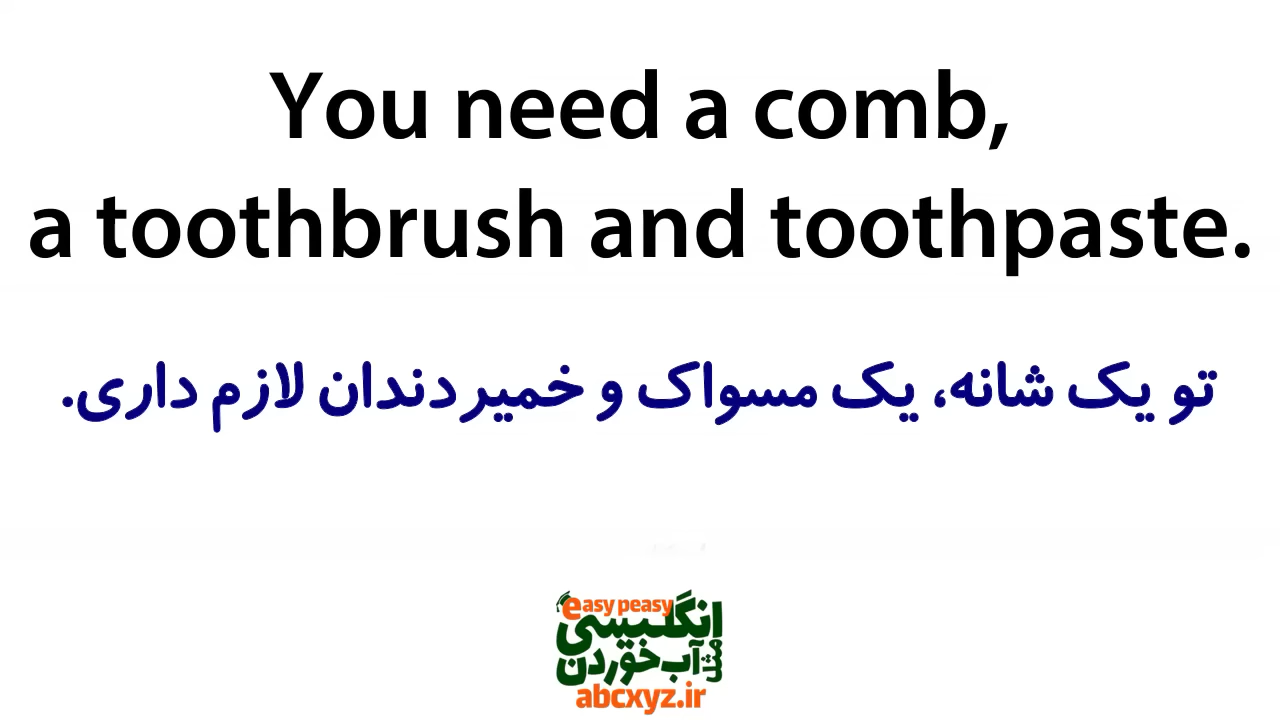 You need a comb,
a toothbrush and toothpaste.
تو یک شانه، یک مسواک و خمیر دندان لازم داری.
easy peasy
انگلیسی
مثل آب خوردن
abcxyz.ir